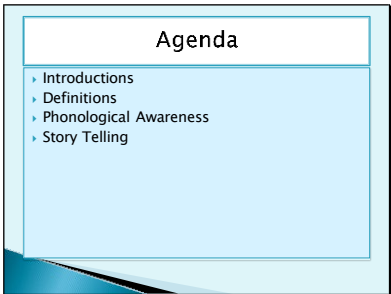 Agenda
Introductions
Definitions
Phonological Awareness
Story Telling